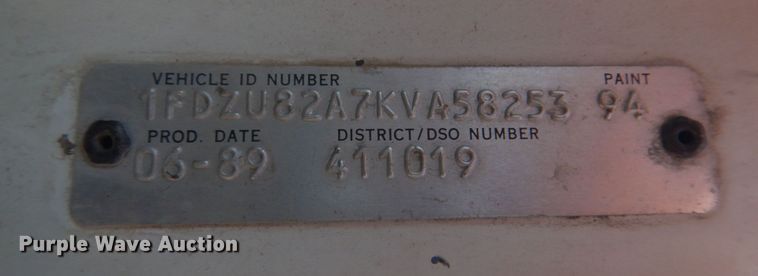 VEHICLE ID NUMBER PAINT
1FDZU82A7KVA58253 94
PROD. DATE DISTRICT/DSO NUMBER
06-89 411019
Purple Wave Auction